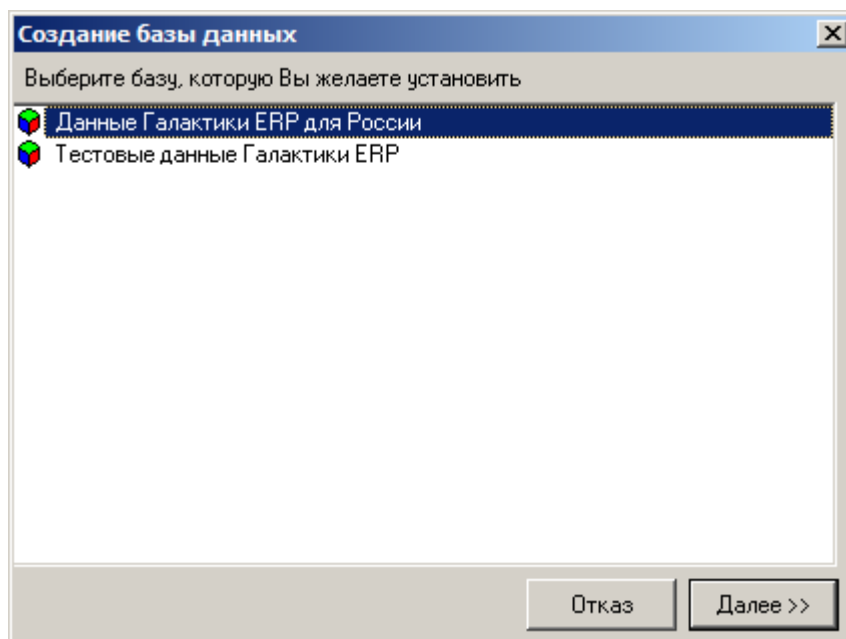 Создание базы данных
Выберите базу, которую Вы желаете установить
Данные Галактики ERP для России
Тестовые данные Галактики ERP
Отказ
Далее >>